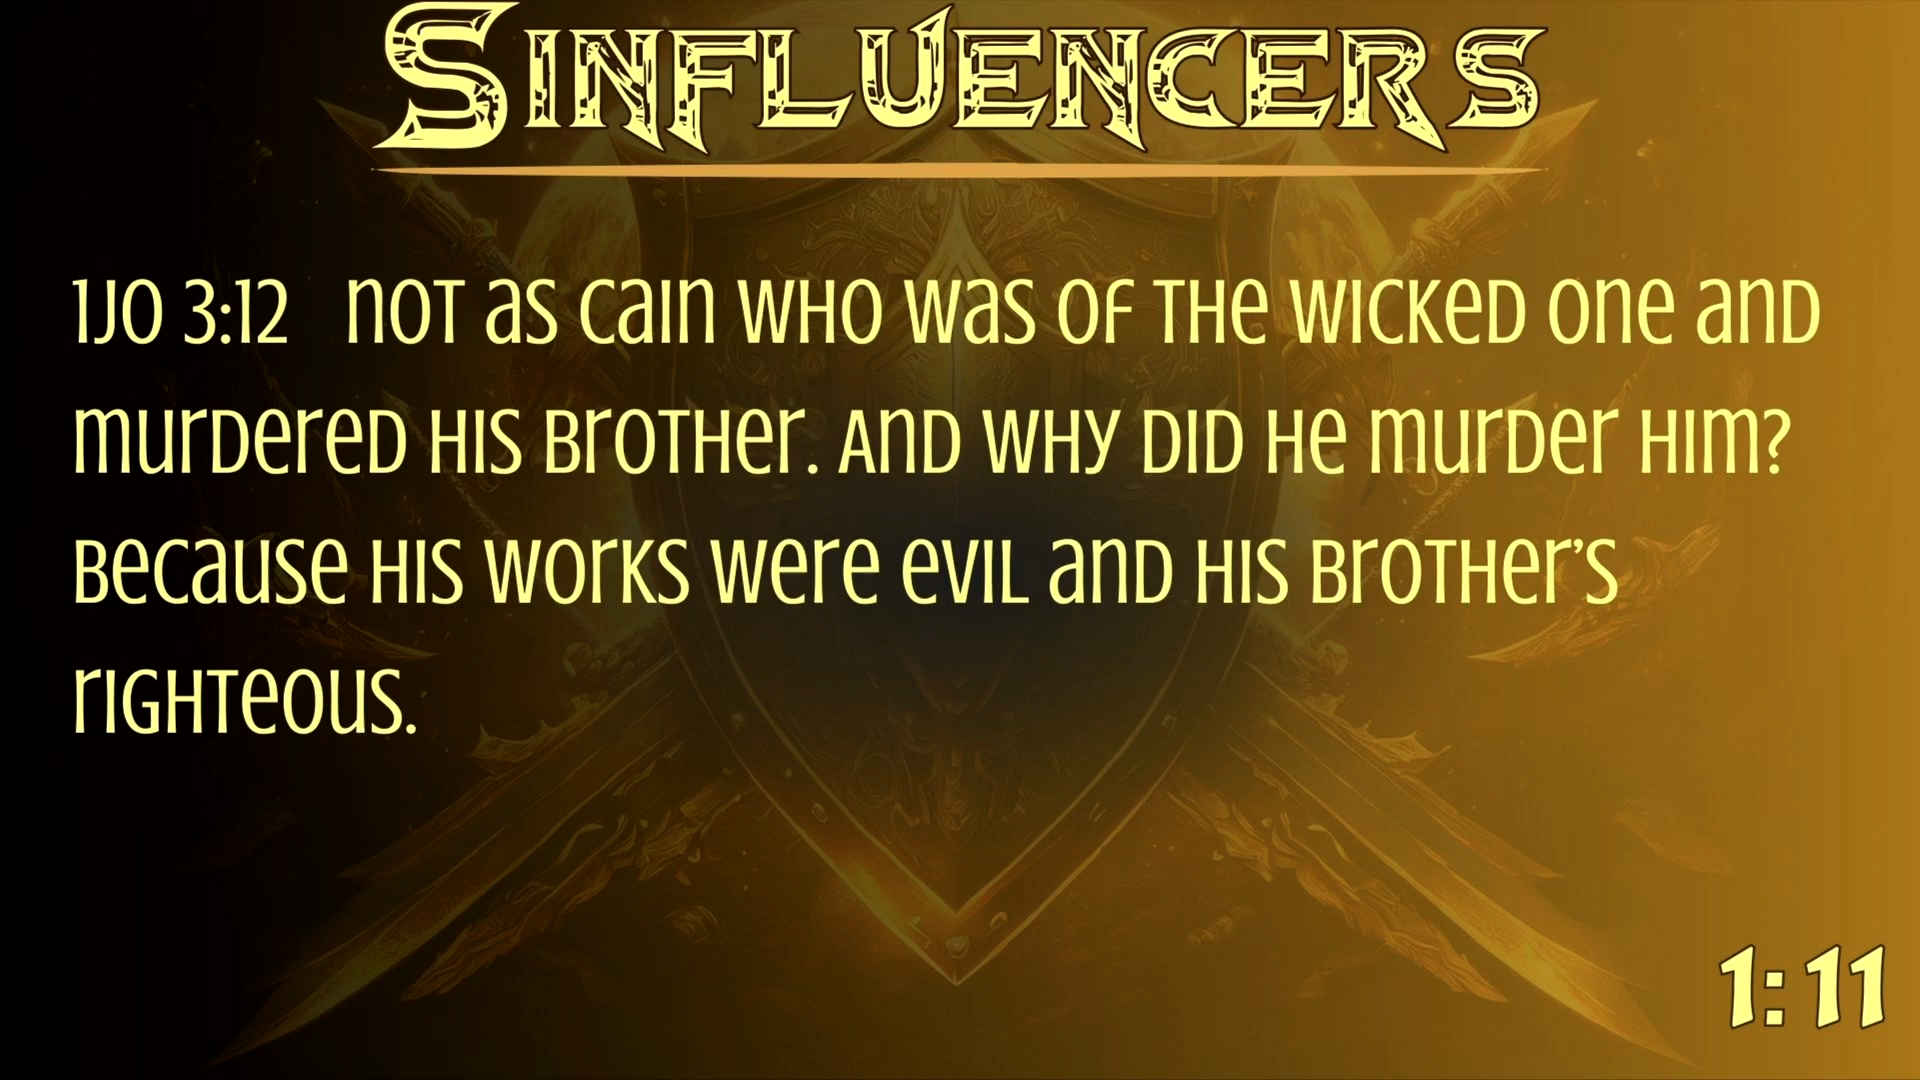 Sinfluencers
1Jo 3:12 not as Cain who was of the wicked one and
murdered his brother. And why did he murder him?
Because his works were evil and his brother’s
righteous.
1:11